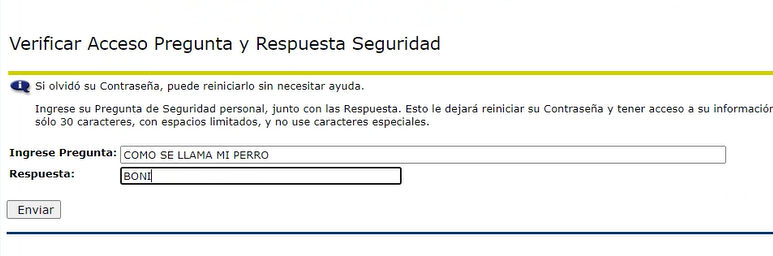 Verificar Acceso Pregunta y Respuesta Seguridad
Si olvidó su Contraseña, puede reiniciarlo sin necesitar ayuda.
Ingrese su Pregunta de Seguridad personal, junto con las Respuesta. Esto le dejará reiniciar su Contraseña y tener acceso a su información
sólo 30 caracteres, con espacios limitados, y no use caracteres especiales.
Ingrese Pregunta: COMO SE LLAMA MI PERRO
Respuesta: BONI
Enviar